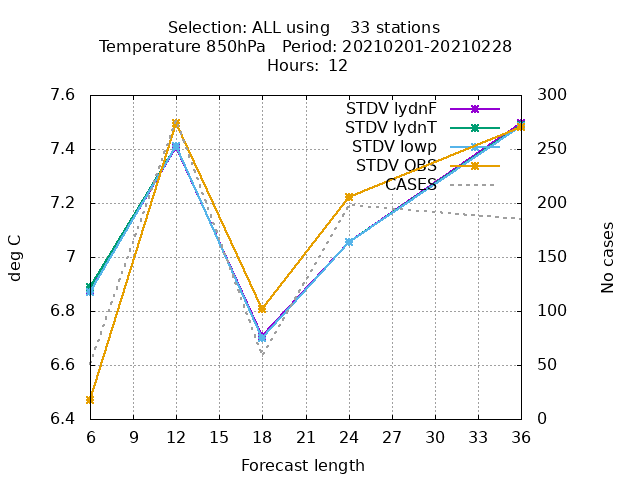 Selection: ALL using 33 stations
Temperature 850hPa Period: 20210201-20210228
Hours: 12
7.6
7.4
7.2
7
6.8
6.6
6.4
deg C
STDV lydnF
STDV lydnT
STDV lowp
STDV OBS
CASES
300
250
200
150
100
50
0
No cases
6 9 12 15 18 21 24 27 30 33 36
Forecast length